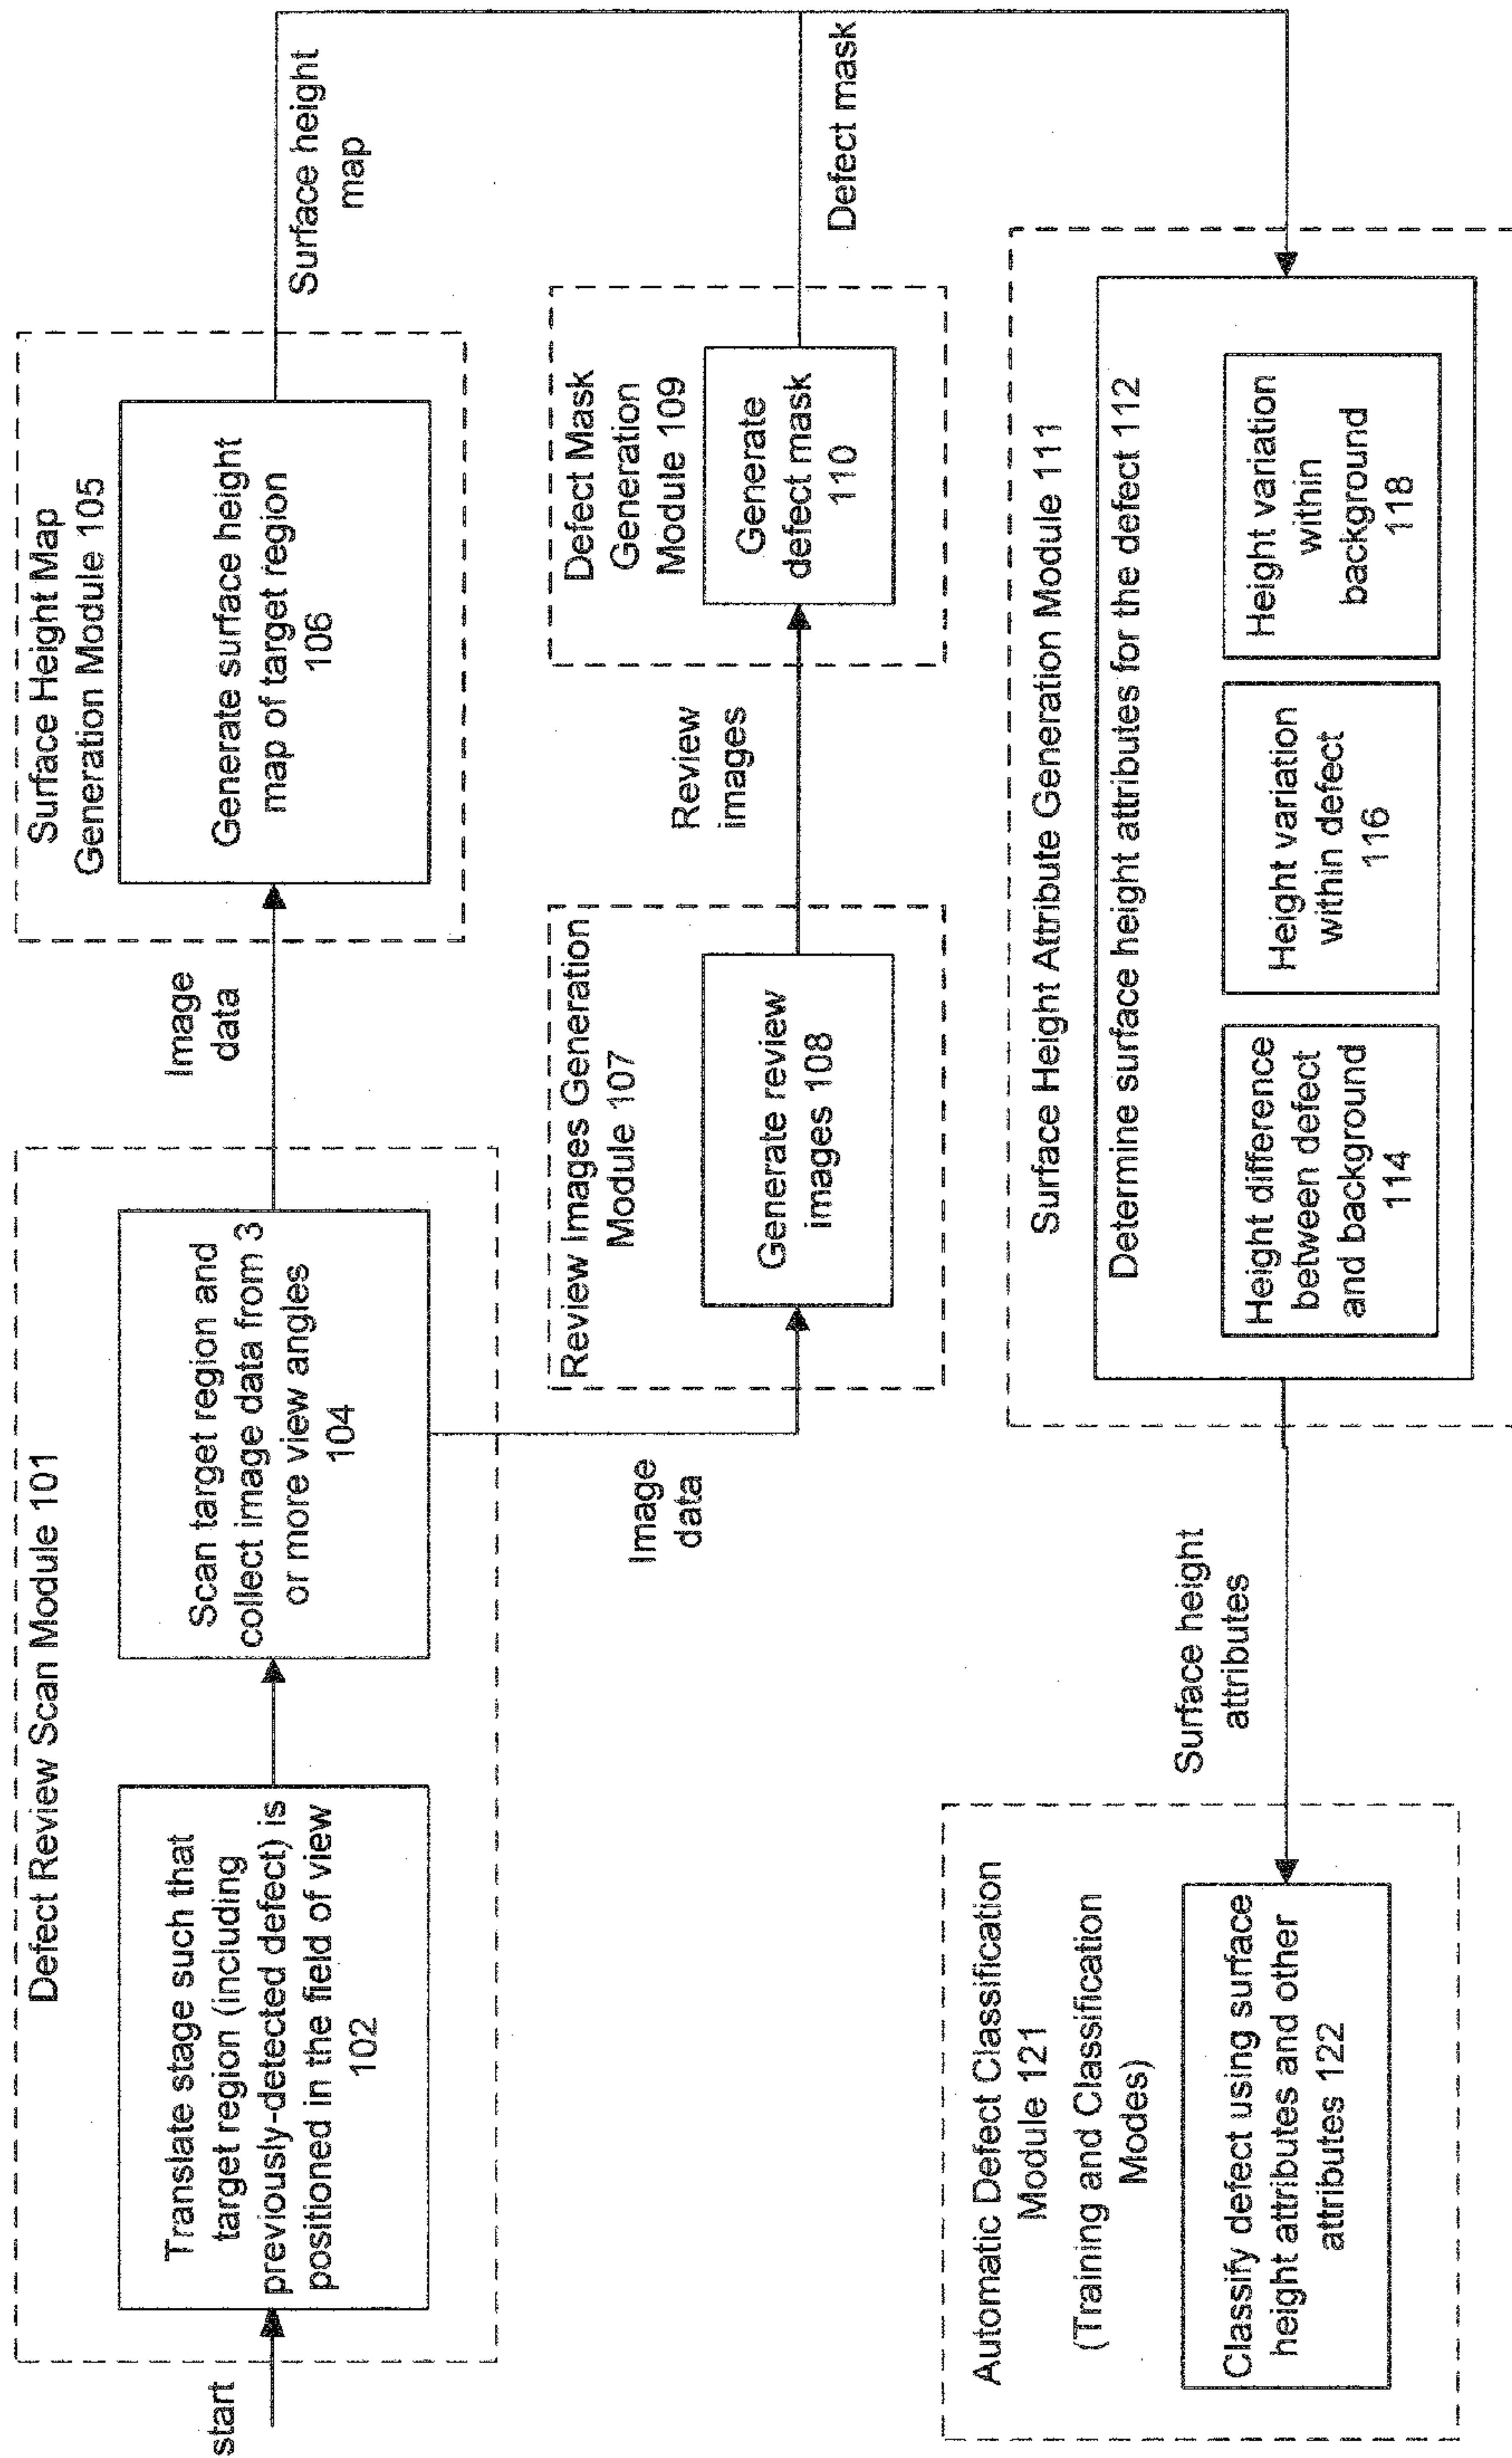 start
Defect Review Scan Module 101
Translate stage such that
target region (including
previously-detected defect) is
positioned in the field of view
102
Scan target region and
collect image data from 3
or more view angles
104
Image
data
Surface Height Map
Generation Module 105
Generate surface height
map of target region
106
Surface height
map
Image
data
Review Images Generation
Module 107
Generate review
images 108
Review
images
Defect Mask
Generation
Module 109
Generate
defect mask
110
Defect mask
Surface Height Attribute Generation Module 111
Determine surface height attributes for the defect 112
Height difference
between defect
and background
114
Height variation
within defect
116
Height variation
within
background
118
Surface height
attributes
Automatic Defect Classification
Module 121
(Training and Classification
Modes)
Classify defect using surface
height attributes and other
attributes 122